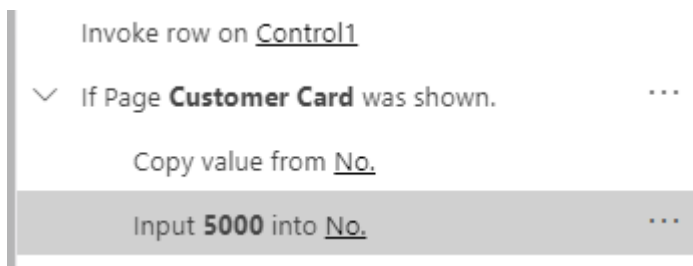 Invoke row on Control1
If Page Customer Card was shown.
Copy value from No.
Input 5000 into No.